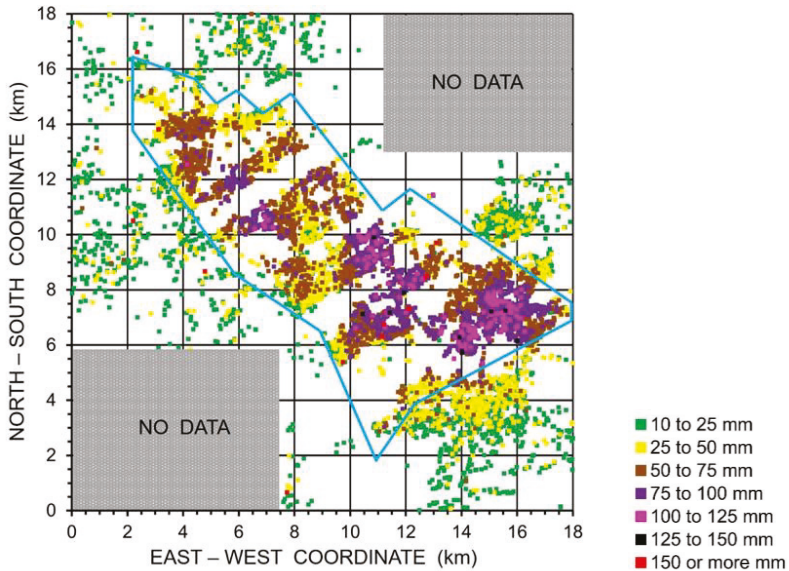 NORTH – SOUTH COORDINATE (km)
18
16
14
12
10
8
6
4
2
0
NO DATA
NO DATA
0 2 4 6 8 10 12 14 16 18
EAST – WEST COORDINATE (km)
10 to 25 mm
25 to 50 mm
50 to 75 mm
75 to 100 mm
100 to 125 mm
125 to 150 mm
150 or more mm